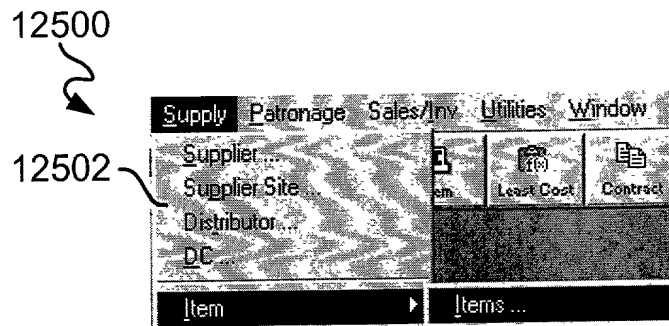 12500
Supply Patronage Sales/Inv Utilities Window
12502
Supplier ...
Supplier Site ...
Least Cost Contract
Distributor ...
DC ...
Item Items ...